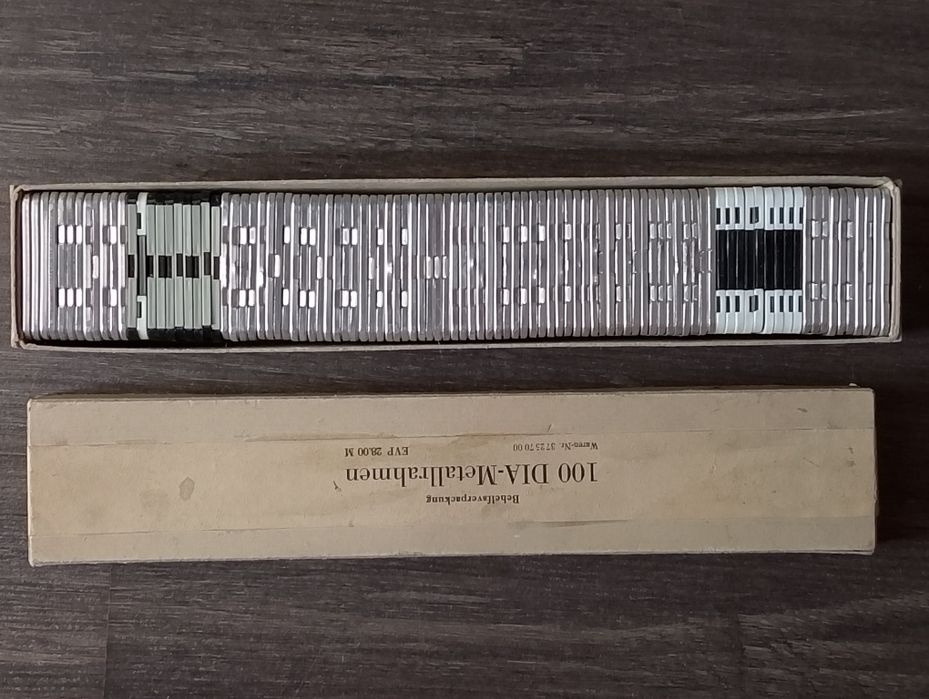 Behelfsverpackung
100 DIA-Metallrahmen
Waren-Nr. 37 25 70 00 EVP 28.00 M